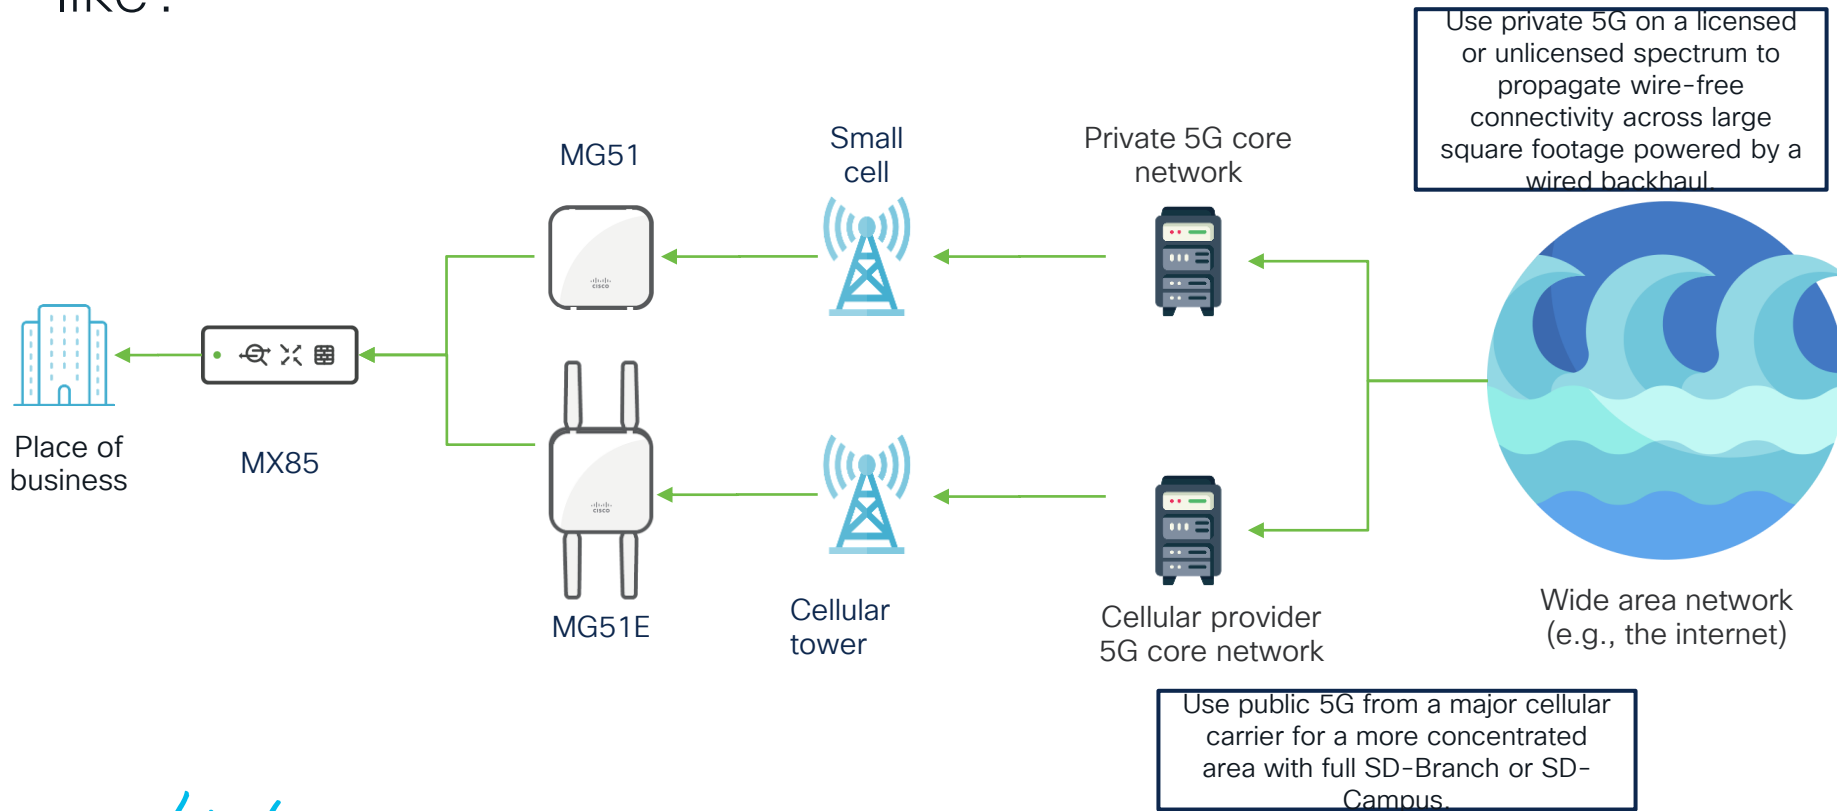 like?
Use private 5G on a licensed
or unlicensed spectrum to
propagate wire-free
connectivity across large
square footage powered by a
wired backhaul.
MG51
Small
cell
Private 5G core
network
CISCO
Place of
business
MX85
CISCO
MG51E
Cellular
tower
Cellular provider
5G core network
Wide area network
(e.g., the internet)
Use public 5G from a major cellular
carrier for a more concentrated
area with full SD-Branch or SD-
Campus.